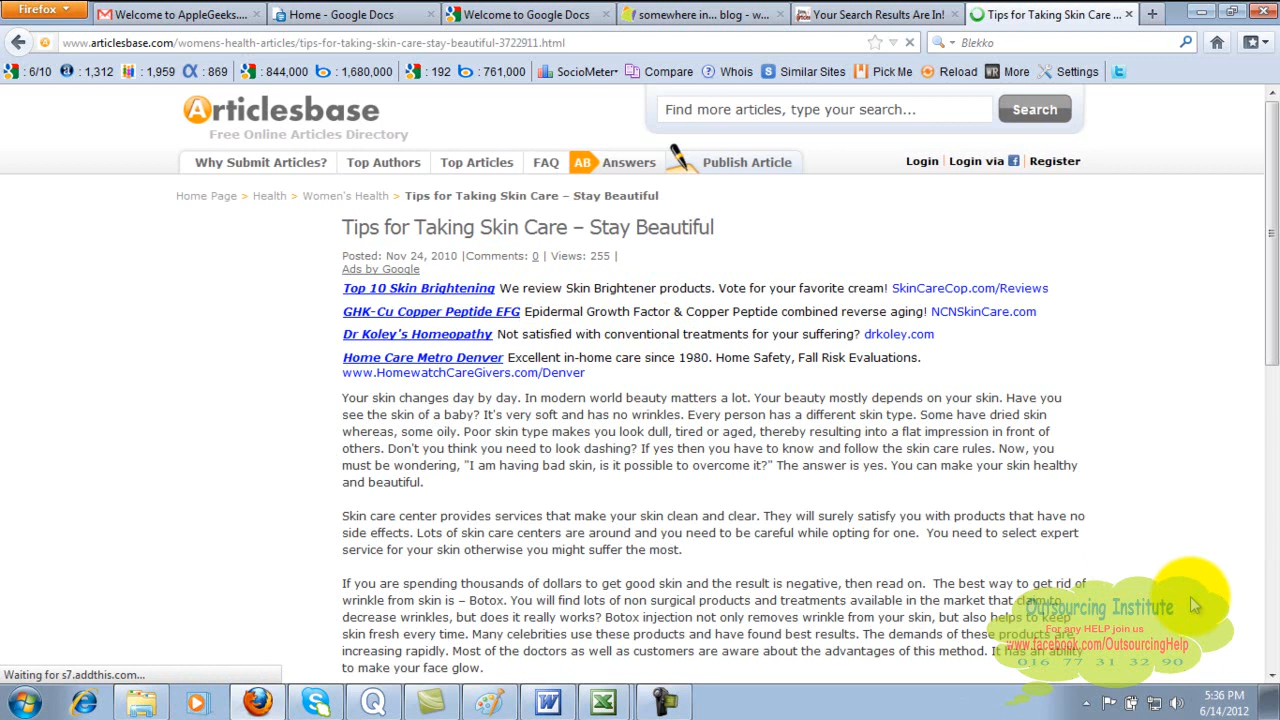 Firefox
Welcome to AppleGeeks....
Home - Google Docs
Welcome to Google Docs
somewhere in... blog - w...
Your Search Results Are In!
Tips for Taking Skin Care ...
www.articlesbase.com/womens-health-articles/tips-for-taking-skin-care-stay-beautiful-3722911.html
Blekko
: 6/10 : 1,312 : 1,959 : 869 : 844,000 : 1,680,000 : 192 : 761,000 : SocioMeter Compare Whois Similar Sites Pick Me Reload More Settings
Articlesbase
Free Online Articles Directory
Find more articles, type your search...
Search
Why Submit Articles? Top Authors Top Articles FAQ AB Answers Publish Article
Login Login via f Register
Home Page > Health > Women's Health > Tips for Taking Skin Care – Stay Beautiful
Tips for Taking Skin Care – Stay Beautiful
Posted: Nov 24, 2010 |Comments: 0 | Views: 255 |
Ads by Google
Top 10 Skin Brightening We review Skin Brightener products. Vote for your favorite cream! SkinCareCop.com/Reviews
GHK-Cu Copper Peptide EFG Epidermal Growth Factor & Copper Peptide combined reverse aging! NCNSkinCare.com
Dr Koley's Homeopathy Not satisfied with conventional treatments for your suffering? drkoley.com
Home Care Metro Denver Excellent in-home care since 1980. Home Safety, Fall Risk Evaluations.
www.HomewatchCareGivers.com/Denver
Your skin changes day by day. In modern world beauty matters a lot. Your beauty mostly depends on your skin. Have you
see the skin of a baby? It's very soft and has no wrinkles. Every person has a different skin type. Some have dried skin
whereas, some oily. Poor skin type makes you look dull, tired or aged, thereby resulting into a flat impression in front of
others. Don't you think you need to look dashing? If yes then you have to know and follow the skin care rules. Now, you
must be wondering, "I am having bad skin, is it possible to overcome it?" The answer is yes. You can make your skin healthy
and beautiful.
Skin care center provides services that make your skin clean and clear. They will surely satisfy you with products that have no
side effects. Lots of skin care centers are around and you need to be careful while opting for one. You need to select expert
service for your skin otherwise you might suffer the most.
If you are spending thousands of dollars to get good skin and the result is negative, then read on. The best way to get rid of
wrinkle from skin is – Botox. You will find lots of non surgical products and treatments available in the market that claim to
decrease wrinkles, but does it really works? Botox injection not only removes wrinkle from your skin, but also helps to keep
skin fresh every time. Many celebrities use these products and have found best results. The demands of these products are
increasing rapidly. Most of the doctors as well as customers are aware about the advantages of this method. It has an ability
to make your face glow.
Outsourcing Institute
For any HELP join us
www.facebook.com/OutsourcingHelp
016 77 31 32 90
Waiting for s7.addthis.com...
5:36 PM
6/14/2012